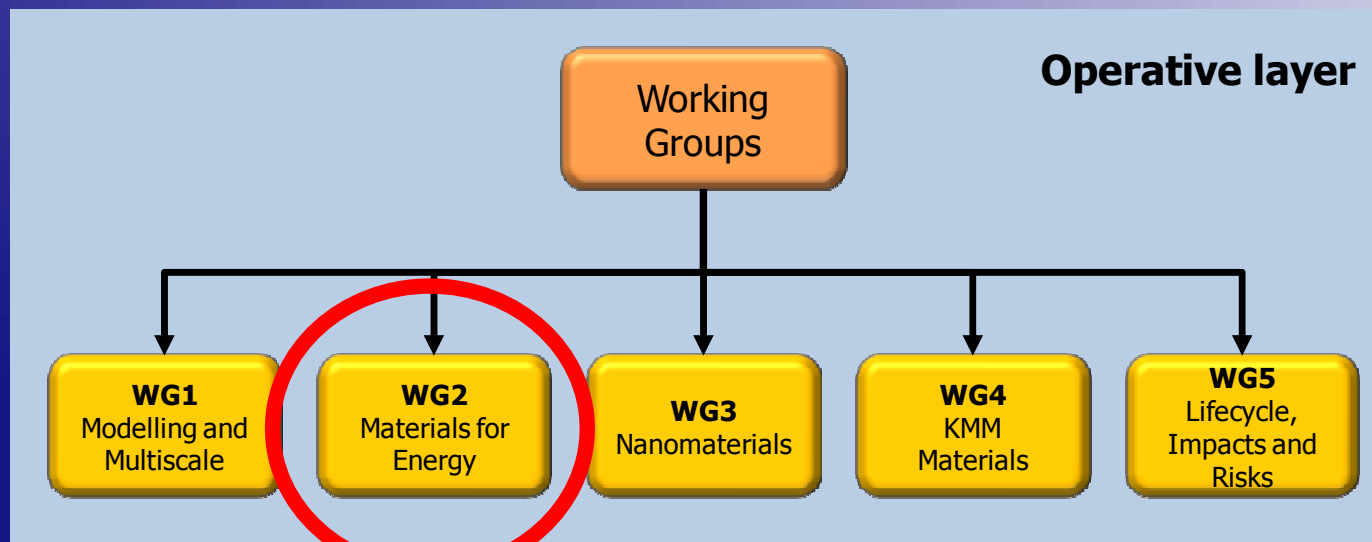 Operative layer
Working
Groups
WG1
Modelling and
Multiscale
WG2
Materials for
Energy
WG3
Nanomaterials
WG4
KMM
Materials
WG5
Lifecycle,
Impacts and
Risks